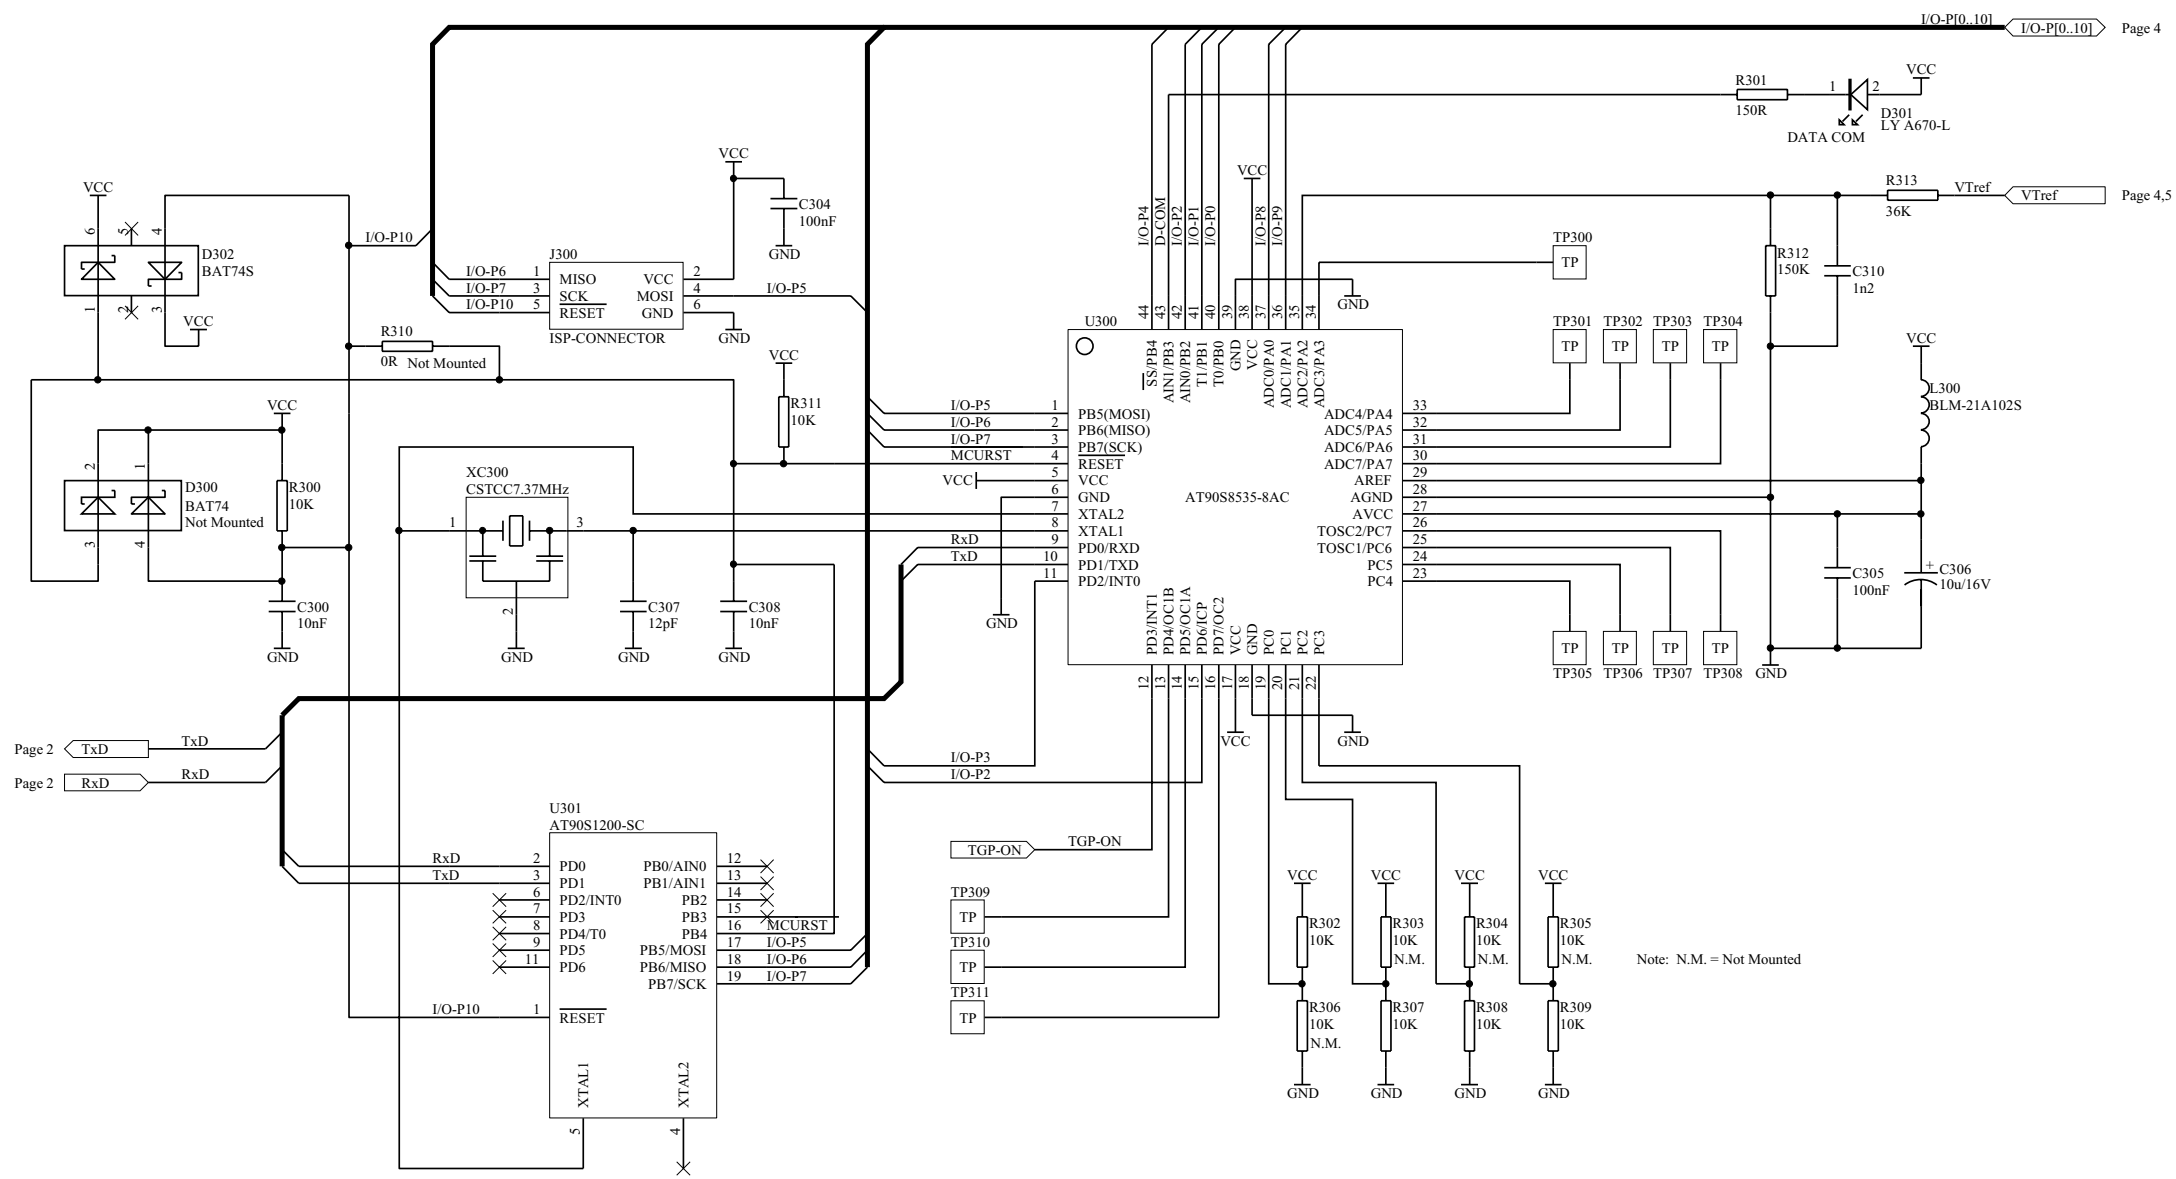 I/O-P[0..10]
I/O-P[0..10]
Page 4
R301
150R
1
2
VCC
D301
LY A670-L
DATA COM
VCC
6
5
4
D302
BAT74S
1
2
3
VCC
I/O-P10
VCC
C304
100nF
GND
J300
I/O-P6 1 MISO VCC 2
I/O-P7 3 SCK MOSI 4 I/O-P5
I/O-P10 5 RESET GND 6
ISP-CONNECTOR
GND
R310
0R Not Mounted
VCC
R311
10K
VCC
2
1
D300
BAT74
Not Mounted
3
4
R300
10K
C300
10nF
GND
XC300
CSTCC7.37MHz
1
3
2
GND
C307
12pF
GND
C308
10nF
GND
VCC
I/O-P4
D-COM
I/O-P2
I/O-P1
I/O-P0
I/O-P8
I/O-P9
GND
44
43
42
41
40
39
38
37
36
35
34
U300
SS/PB4
AIN1/PB3
AIN0/PB2
T1/PB1
T0/PB0
GND
VCC
ADC0/PA0
ADC1/PA1
ADC2/PA2
ADC3/PA3
I/O-P5 1 PB5(MOSI)
I/O-P6 2 PB6(MISO)
I/O-P7 3 PB7(SCK)
MCURST 4 RESET
VCC 5 VCC
6 GND
7 XTAL2
8 XTAL1
RxD 9 PD0/RXD
TxD 10 PD1/TXD
11 PD2/INT0
GND
AT90S8535-8AC
ADC4/PA4 33
ADC5/PA5 32
ADC6/PA6 31
ADC7/PA7 30
AREF 29
AGND 28
AVCC 27
TOSC2/PC7 26
TOSC1/PC6 25
PC5 24
PC4 23
PD3/INT1
PD4/OC1B
PD5/OC1A
PD6/ICP
PD7/OC2
VCC
GND
PC0
PC1
PC2
PC3
12
13
14
15
16
17
18
19
20
21
22
VCC
GND
R313
36K
VTref
VTref
Page 4,5
R312
150K
C310
1n2
TP300
TP
TP301 TP302 TP303 TP304
TP TP TP TP
VCC
L300
BLM-21A102S
C305
100nF
+ C306
10u/16V
TP TP TP TP
TP305 TP306 TP307 TP308
GND
Page 2 TxD TxD
Page 2 RxD RxD
I/O-P3
I/O-P2
U301
AT90S1200-SC
RxD 2 PD0 PB0/AIN0 12
TxD 3 PD1 PB1/AIN1 13
6 PD2/INT0 PB2 14
7 PD3 PB3 15
8 PD4/T0 PB4 16 MCURST
9 PD5 PB5/MOSI 17 I/O-P5
11 PD6 PB6/MISO 18 I/O-P6
PB7/SCK 19 I/O-P7
I/O-P10 1 RESET
XTAL1
XTAL2
5
4
TGP-ON TGP-ON
TP309
TP
TP310
TP
TP311
TP
VCC VCC VCC VCC
R302 R303 R304 R305
10K 10K 10K 10K
N.M. N.M. N.M.
R306 R307 R308 R309
10K 10K 10K 10K
N.M.
GND GND GND GND
Note: N.M. = Not Mounted